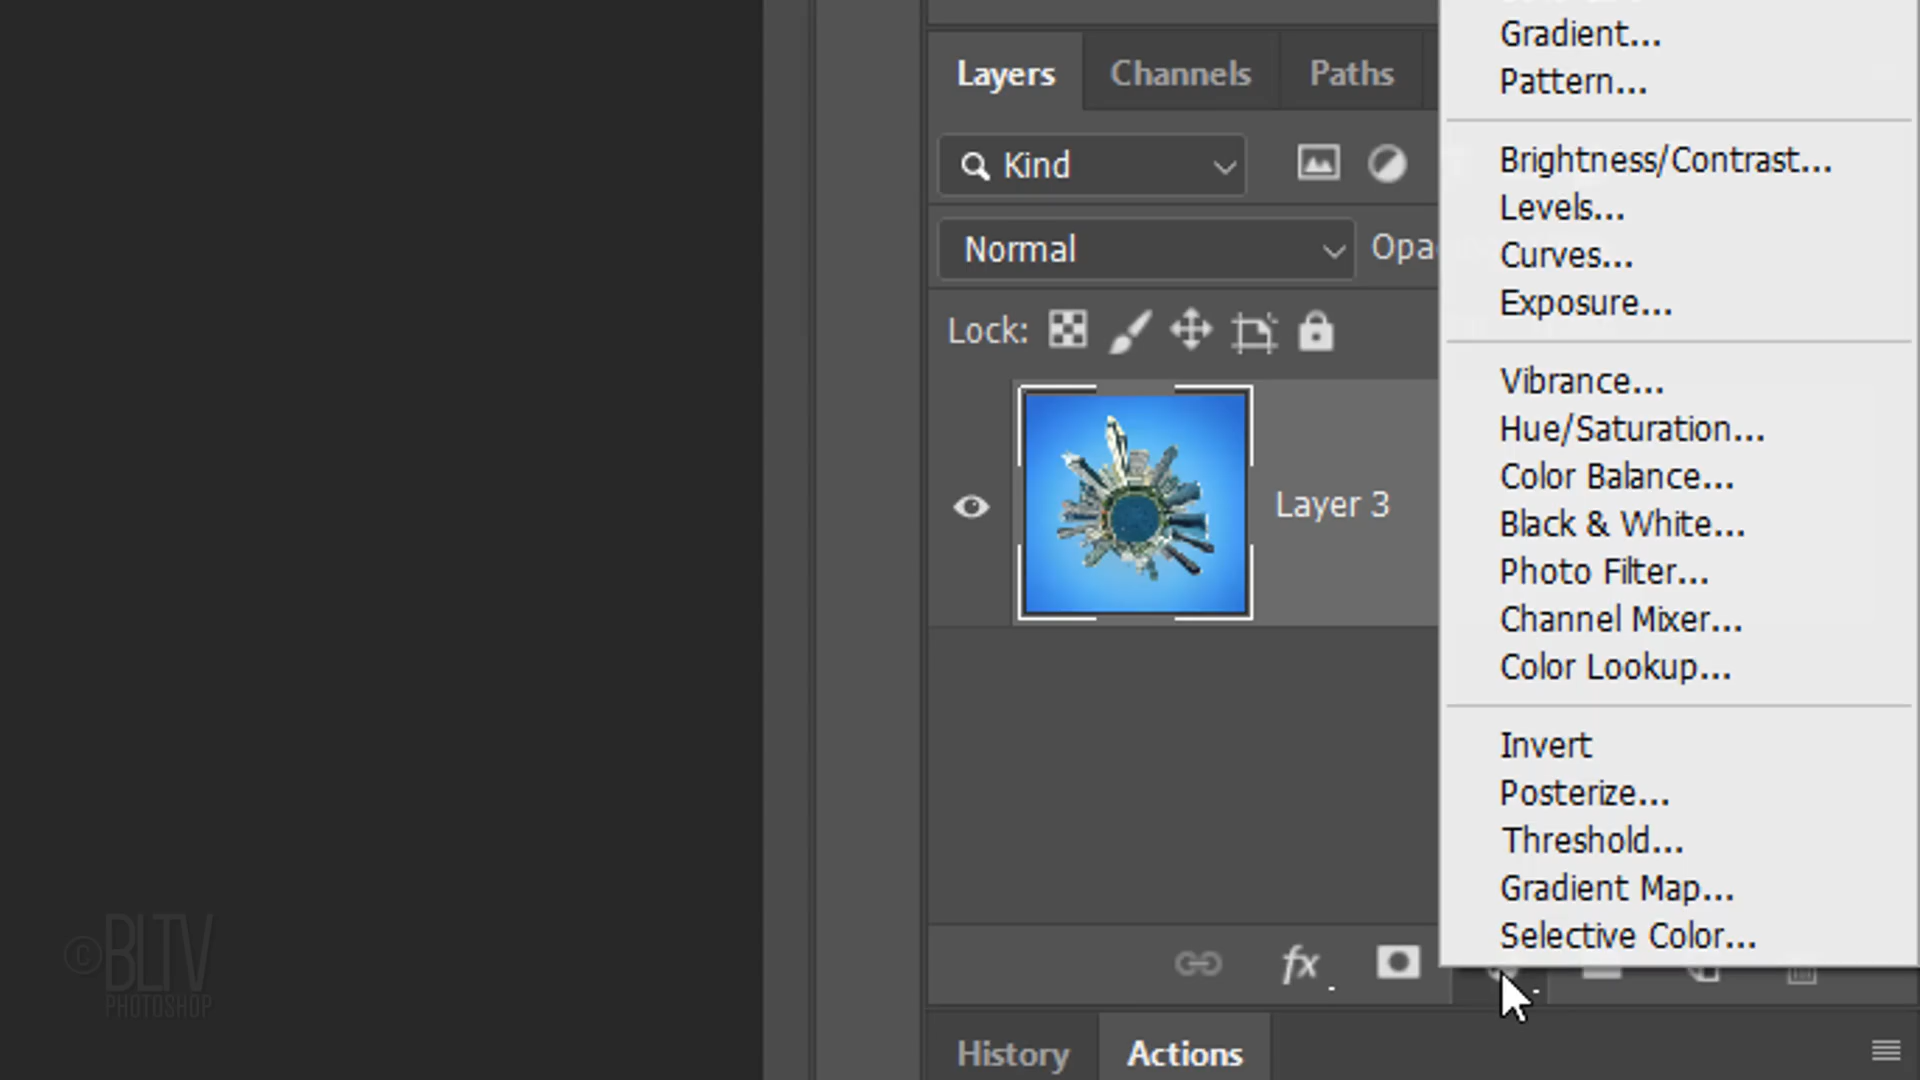 Layers Channels Paths
Kind
Normal Opa
Lock:
Layer 3
fx
History Actions
Gradient...
Pattern...
Brightness/Contrast...
Levels...
Curves...
Exposure...
Vibrance...
Hue/Saturation...
Color Balance...
Black & White...
Photo Filter...
Channel Mixer...
Color Lookup...
Invert
Posterize...
Threshold...
Gradient Map...
Selective Color...
©BLTV
PHOTOSHOP